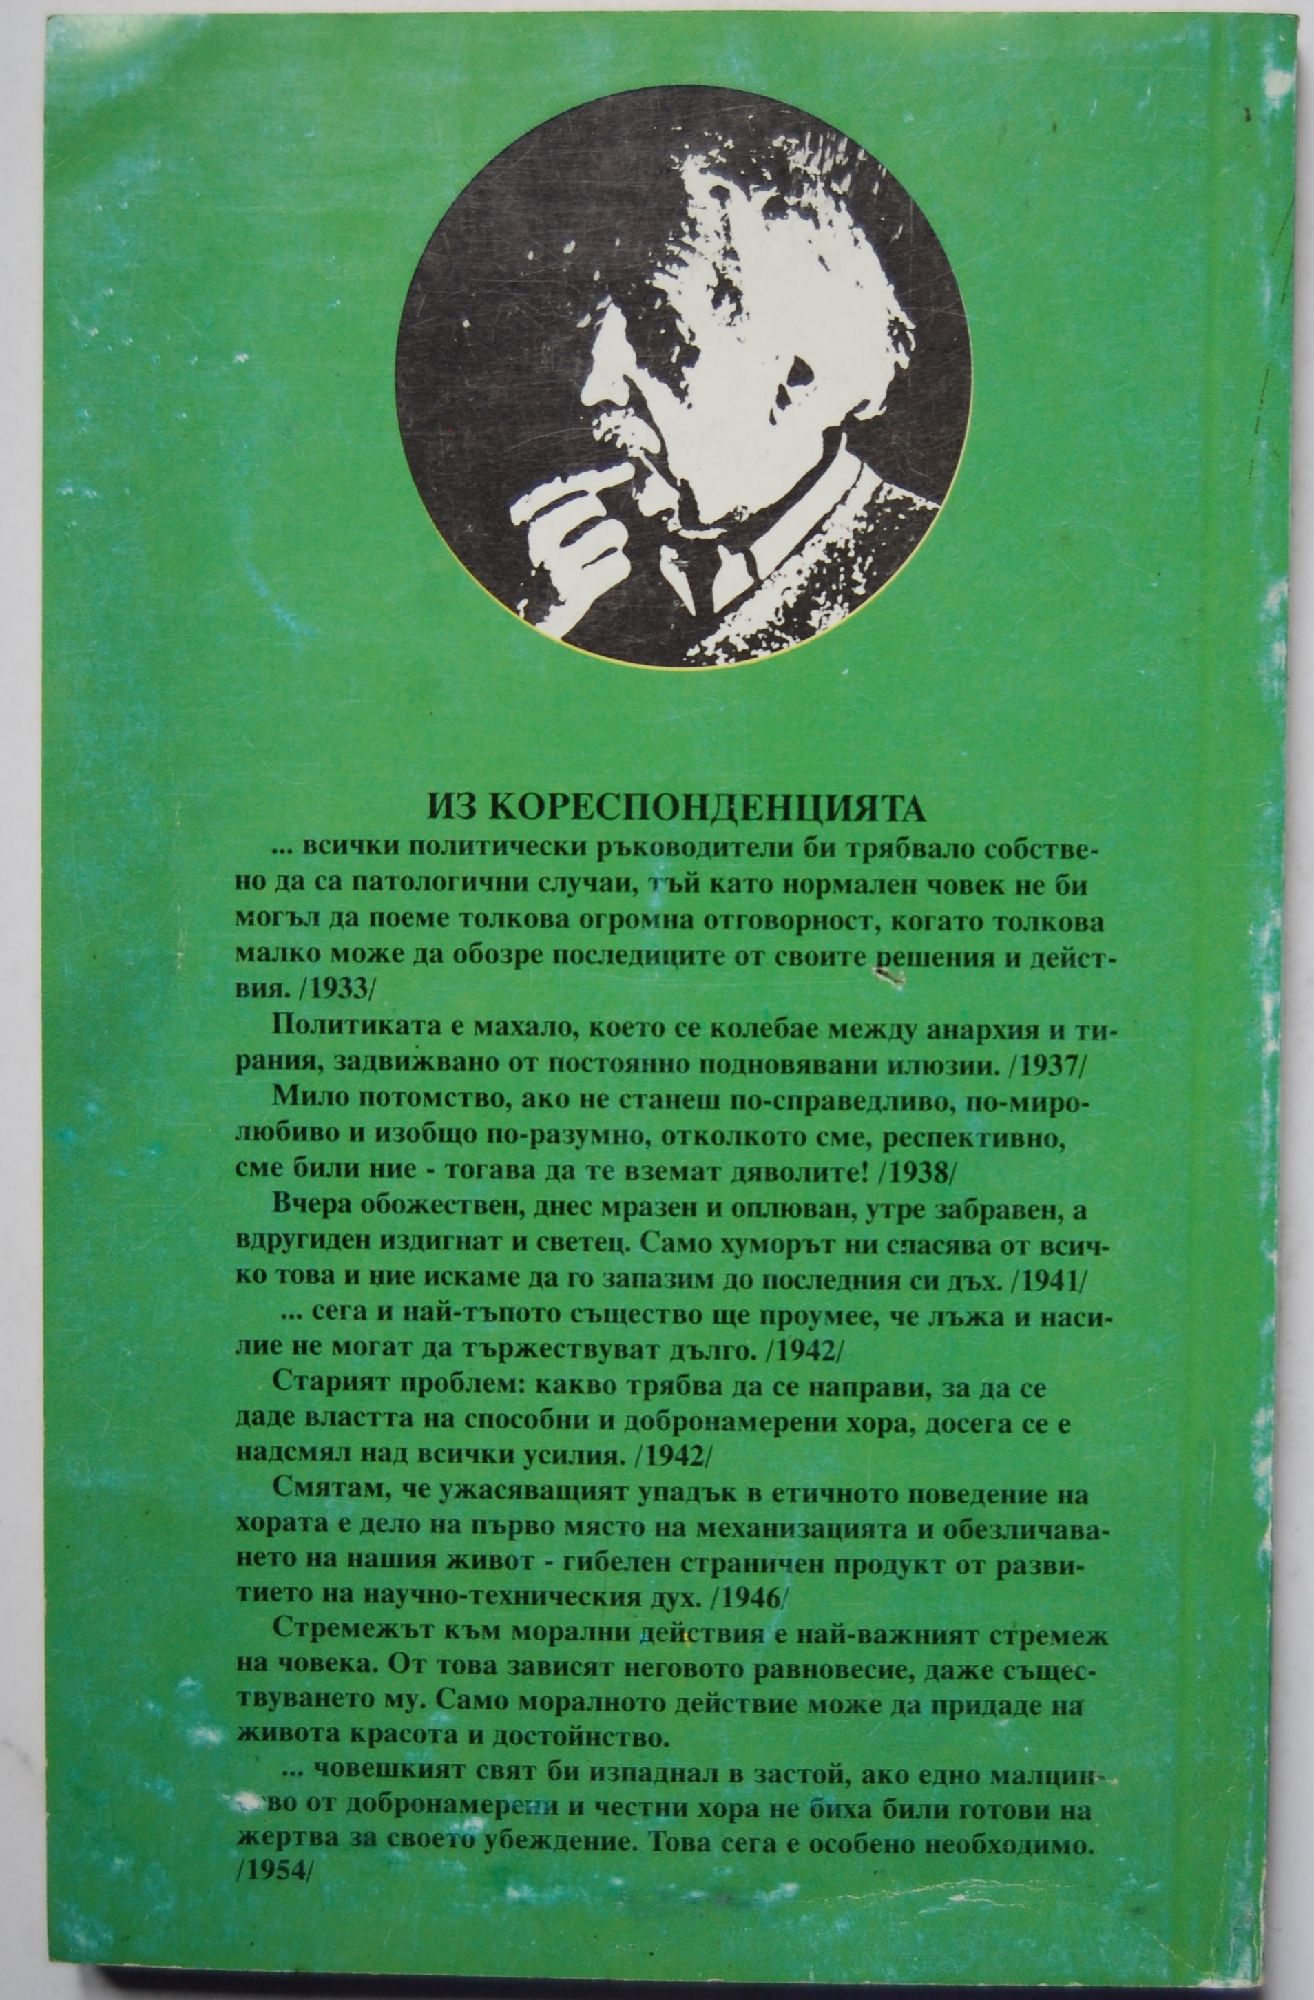 ИЗ КОРЕСПОНДЕНЦИЯТА
... всички политически ръководители би трябвало собстве-
но да са патологични случаи, тъй като нормален човек не би
могъл да поеме толкова огромна отговорност, когато толкова
малко може да обозре последиците от своите решения и дейст-
вия. /1933/
Политиката е махало, което се колебае между анархия и ти-
рания, задвижвано от постоянно подновявани илюзии. /1937/
Мило потомство, ако не станеш по-справедливо, по-миро-
любиво и изобщо по-разумно, отколкото сме, респективно,
сме били ние - тогава да те вземат дяволите! /1938/
Вчера обожествен, днес мразен и оплюван, утре забравен, а
вдругиден издигнат и светец. Само хуморът ни спасява от всич-
ко това и ние искаме да го запазим до последния си дъх. /1941/
... сега и най-тъпото същество ще проумее, че лъжа и наси-
лие не могат да тържествуват дълго. /1942/
Старият проблем: какво трябва да се направи, за да се
даде властта на способни и добронамерени хора, досега се е
надсмял над всички усилия. /1942/
Смятам, че ужасяващият упадък в етичното поведение на
хората е дело на първо място на механизацията и обезличава-
нето на нашия живот - гибелен страничен продукт от разви-
тието на научно-техническия дух. /1946/
Стремежът към морални действия е най-важният стремеж
на човека. От това зависят неговото равновесие, даже същес-
твуването му. Само моралното действие може да придаде на
живота красота и достойнство.
... човешкият свят би изпаднал в застой, ако едно малцин-
ство от добронамерени и честни хора не биха били готови на
жертва за своето убеждение. Това сега е особено необходимо.
/1954/